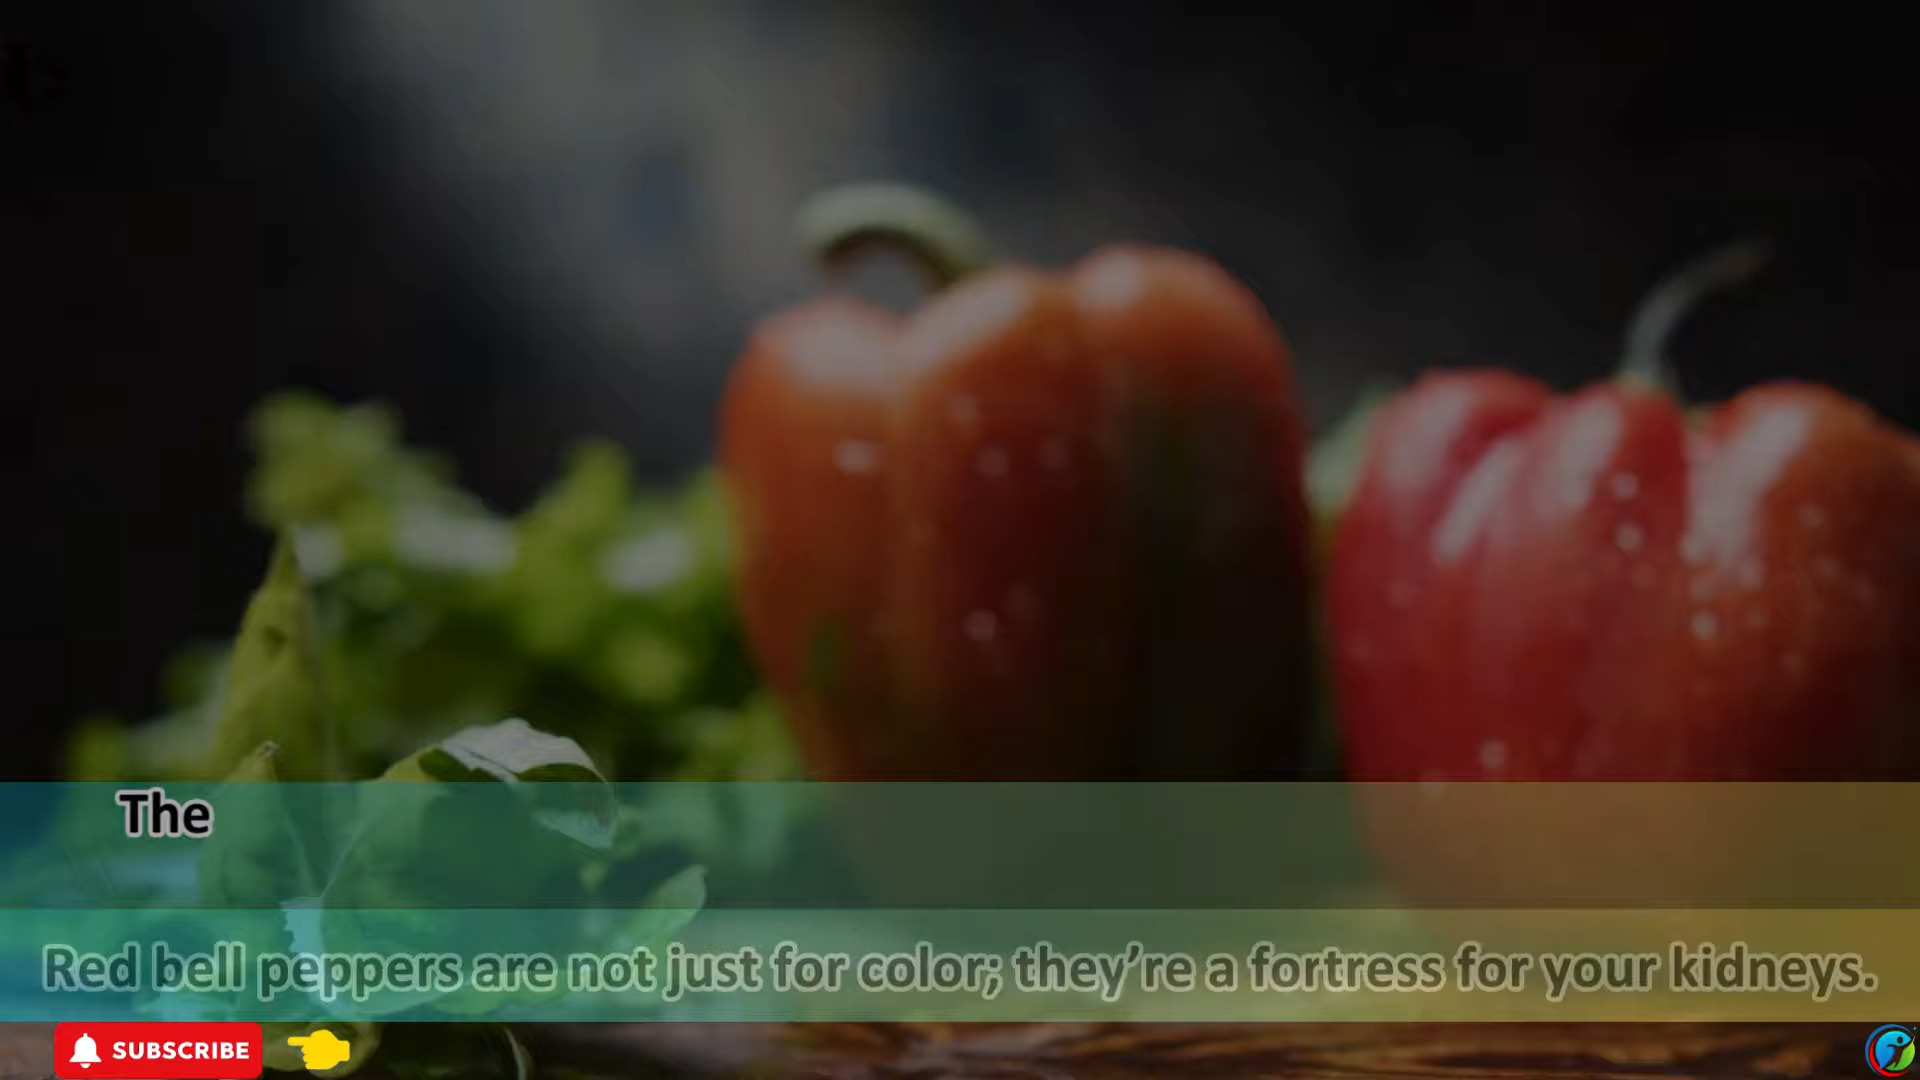 The
Red bell peppers are not just for color; they’re a fortress for your kidneys.
SUBSCRIBE